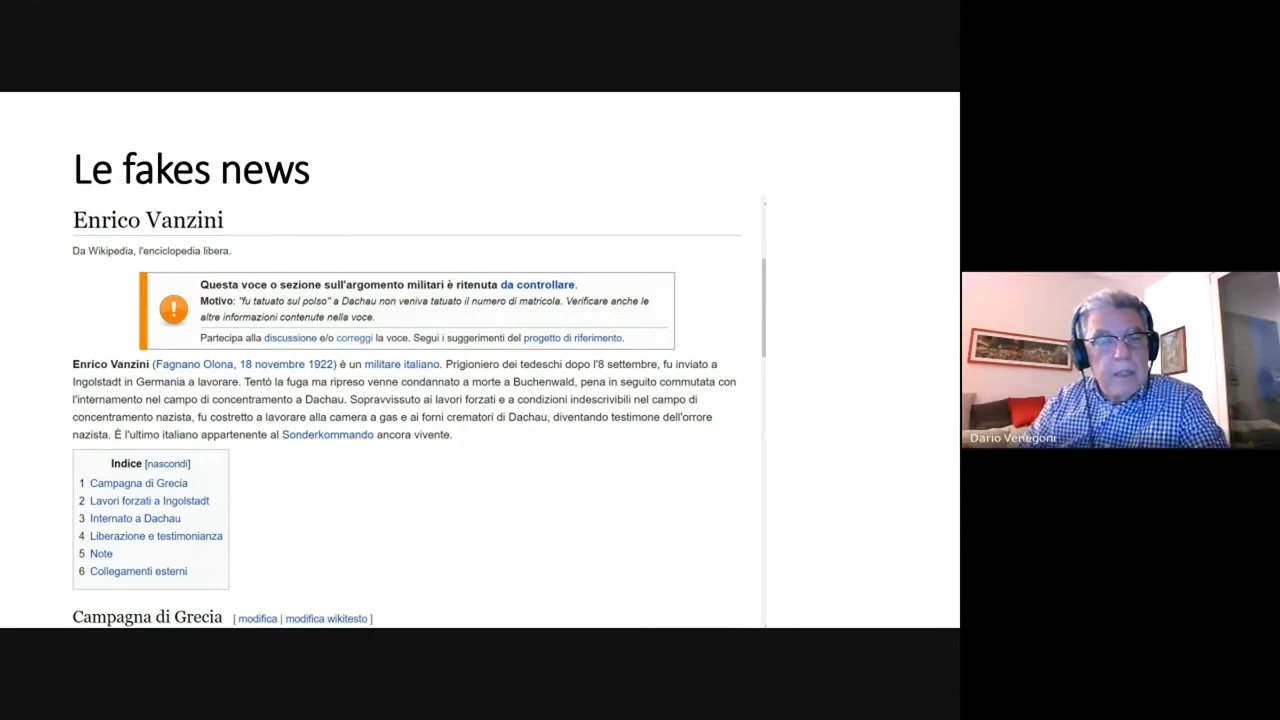 Le fakes news
Enrico Vanzini
Da Wikipedia, l'enciclopedia libera.
Questa voce o sezione sull'argomento militari è ritenuta da controllare.
Motivo: "fu tatuato sul polso" a Dachau non veniva tatuato il numero di matricola. Verificare anche le
altre informazioni contenute nella voce.
Partecipa alla discussione e/o correggi la voce. Segui i suggerimenti del progetto di riferimento.
Enrico Vanzini (Fagnano Olona, 18 novembre 1922) è un militare italiano. Prigioniero dei tedeschi dopo l'8 settembre, fu inviato a
Ingolstadt in Germania a lavorare. Tentò la fuga ma ripreso venne condannato a morte a Buchenwald, pena in seguito commutata con
l'internamento nel campo di concentramento a Dachau. Sopravvissuto ai lavori forzati e a condizioni indescrivibili nel campo di
concentramento nazista, fu costretto a lavorare alla camera a gas e ai forni crematori di Dachau, diventando testimone dell'orrore
nazista. È l'ultimo italiano appartenente al Sonderkommando ancora vivente.
Indice [nascondi]
1 Campagna di Grecia
2 Lavori forzati a Ingolstadt
3 Internato a Dachau
4 Liberazione e testimonianza
5 Note
6 Collegamenti esterni
Campagna di Grecia [ modifica | modifica wikitesto ]
Dario Venegoni